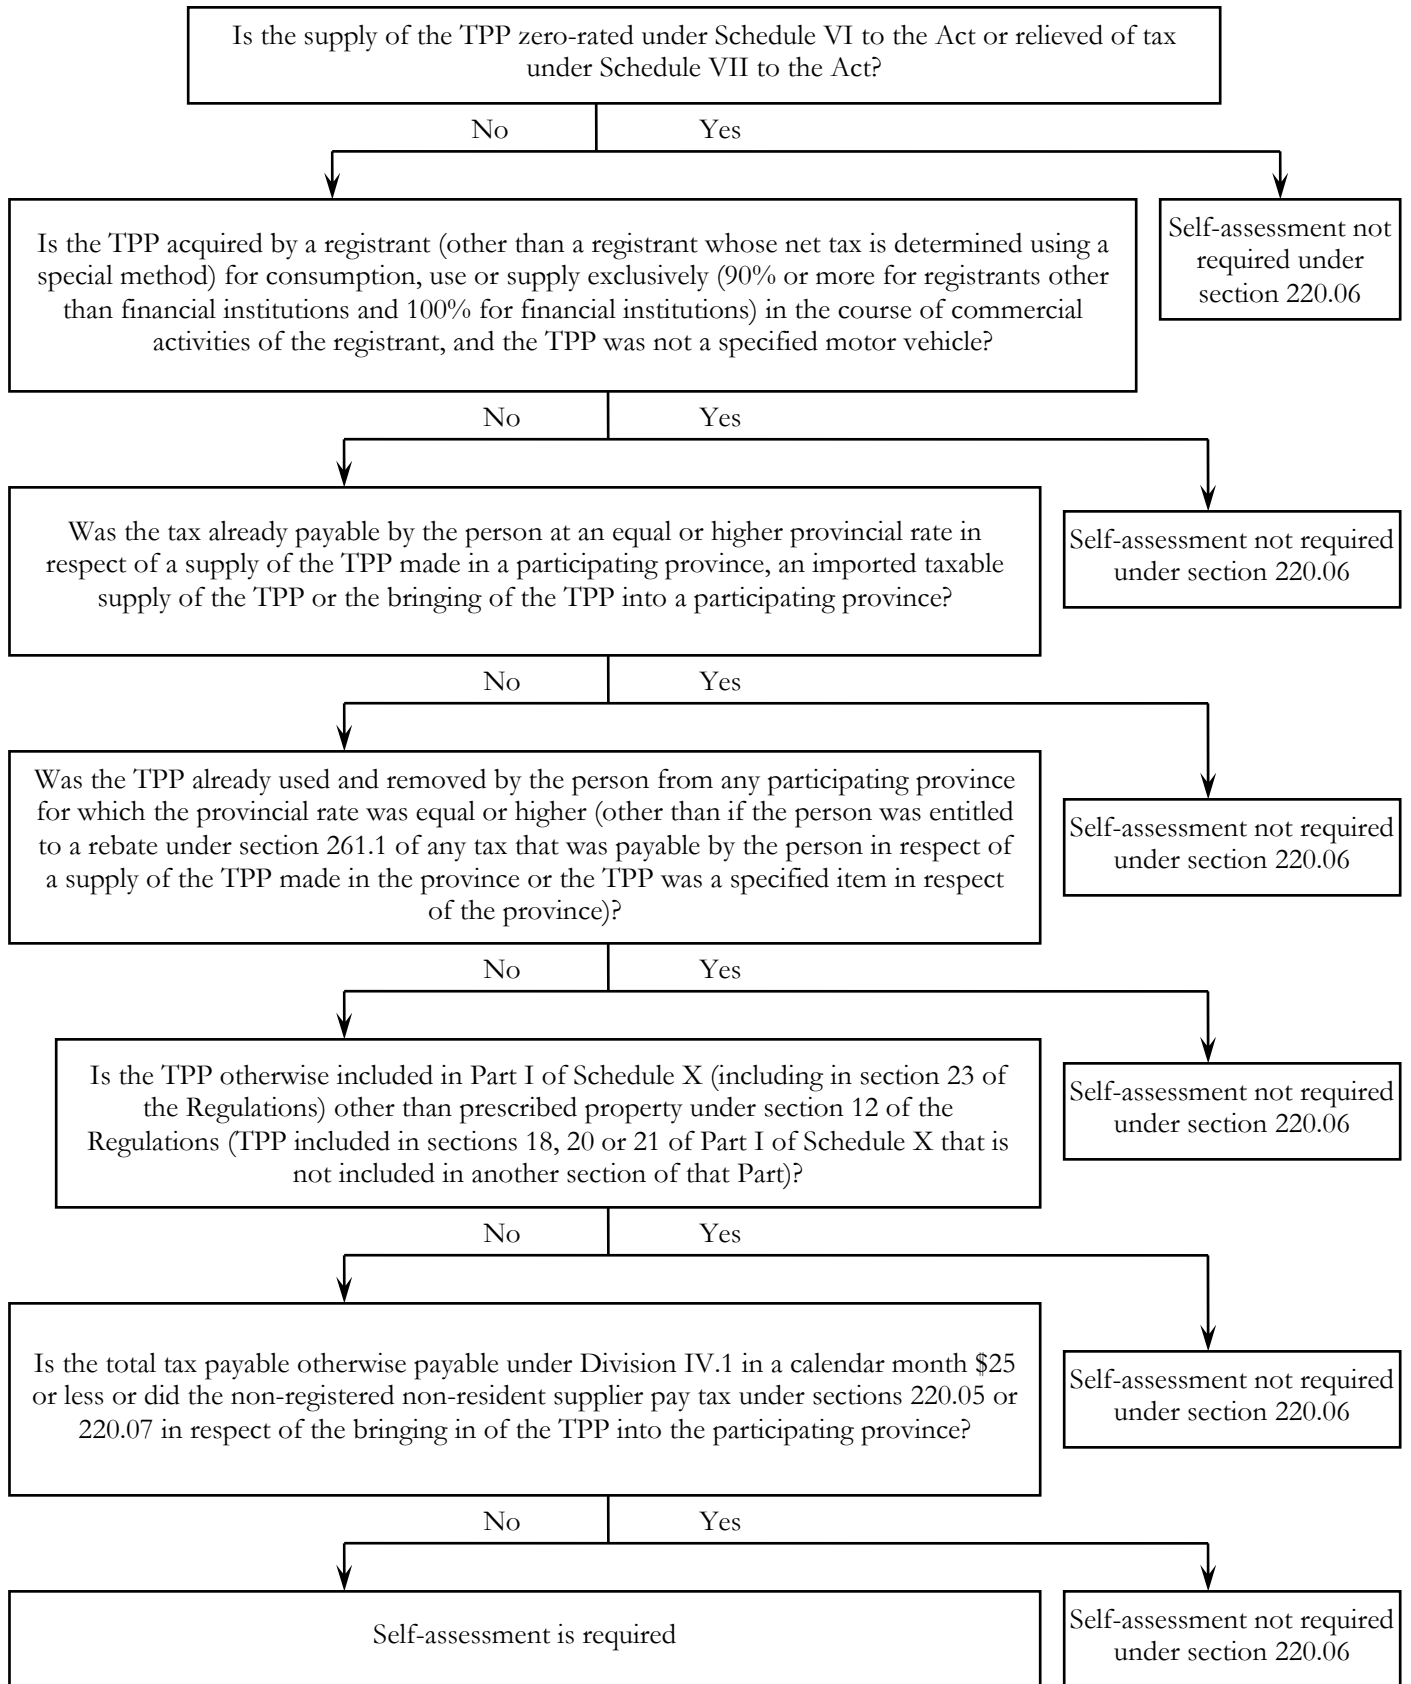 Is the supply of the TPP zero-rated under Schedule VI to the Act or relieved of tax
under Schedule VII to the Act?
No
Yes
Is the TPP acquired by a registrant (other than a registrant whose net tax is determined using a
special method) for consumption, use or supply exclusively (90% or more for registrants other
than financial institutions and 100% for financial institutions) in the course of commercial
activities of the registrant, and the TPP was not a specified motor vehicle?
Self-assessment not
required under
section 220.06
No
Yes
Was the tax already payable by the person at an equal or higher provincial rate in
respect of a supply of the TPP made in a participating province, an imported taxable
supply of the TPP or the bringing of the TPP into a participating province?
Self-assessment not required
under section 220.06
No
Yes
Was the TPP already used and removed by the person from any participating province
for which the provincial rate was equal or higher (other than if the person was entitled
to a rebate under section 261.1 of any tax that was payable by the person in respect of
a supply of the TPP made in the province or the TPP was a specified item in respect
of the province)?
Self-assessment not required
under section 220.06
No
Yes
Is the TPP otherwise included in Part I of Schedule X (including in section 23 of
the Regulations) other than prescribed property under section 12 of the
Regulations (TPP included in sections 18, 20 or 21 of Part I of Schedule X that is
not included in another section of that Part)?
Self-assessment not required
under section 220.06
No
Yes
Is the total tax payable otherwise payable under Division IV.1 in a calendar month $25
or less or did the non-registered non-resident supplier pay tax under sections 220.05 or
220.07 in respect of the bringing in of the TPP into the participating province?
Self-assessment not required
under section 220.06
No
Yes
Self-assessment is required
Self-assessment not required
under section 220.06